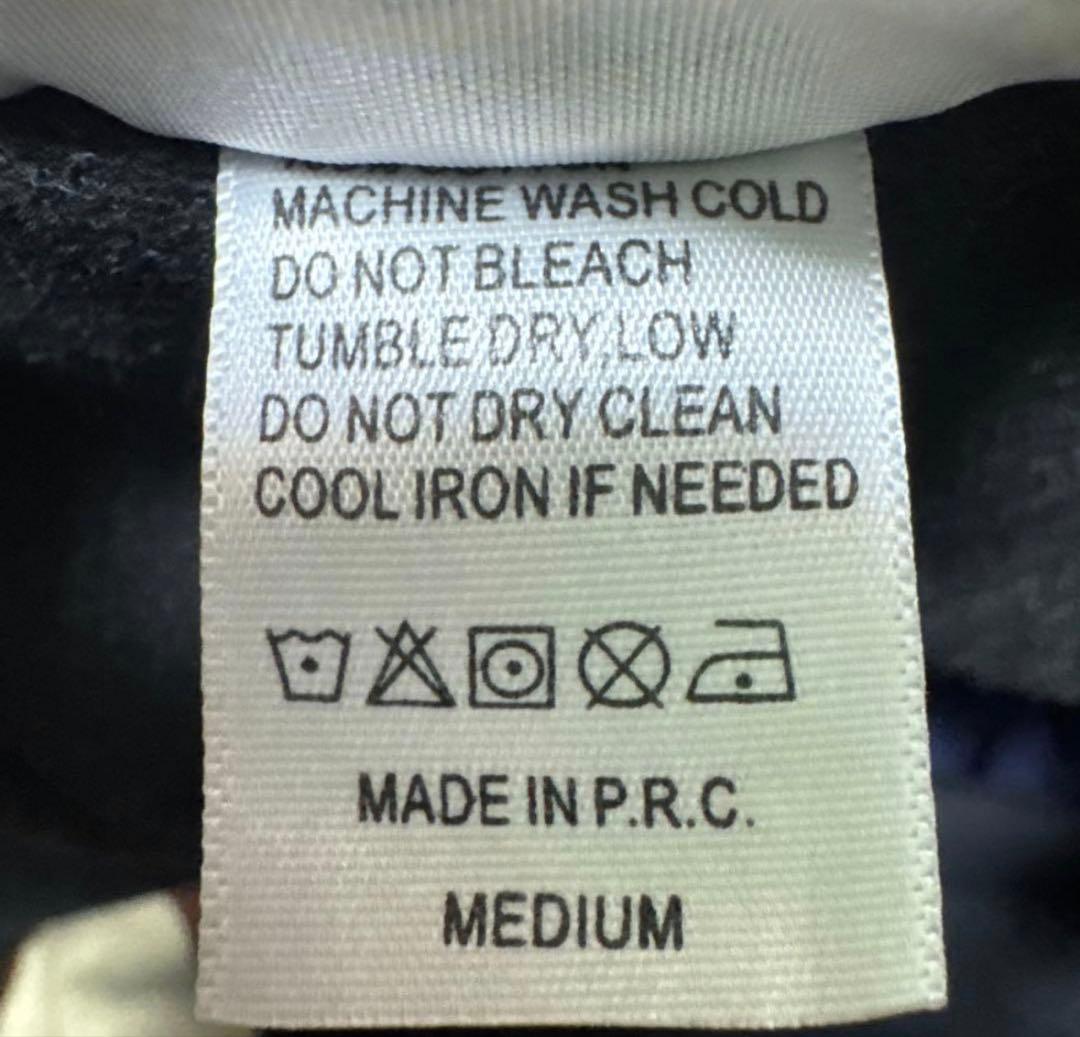 MACHINE WASH COLD
DO NOT BLEACH
TUMBLE DRY, LOW
DO NOT DRY CLEAN
COOL IRON IF NEEDED
MADE IN P.R.C.
MEDIUM